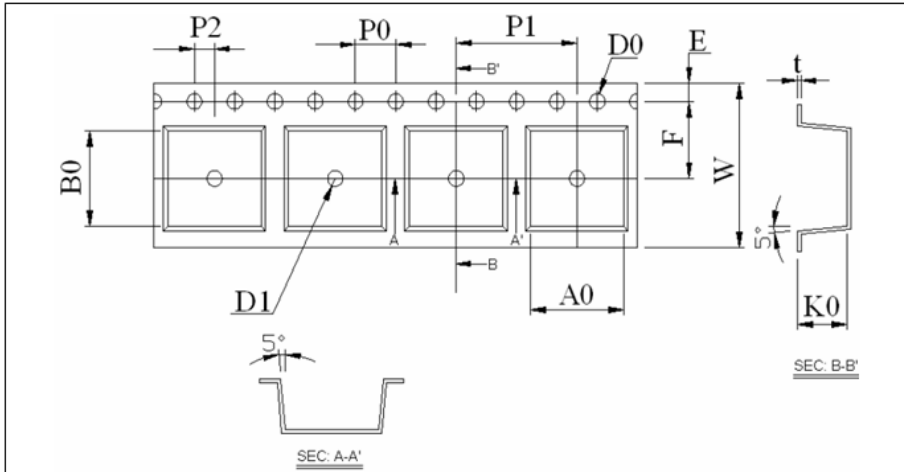 P2 P0 P1 D0 E t
B'
B0 F W
A A'
5°
B
D1 A0 K0
5°
SEC: B-B'
SEC: A-A'